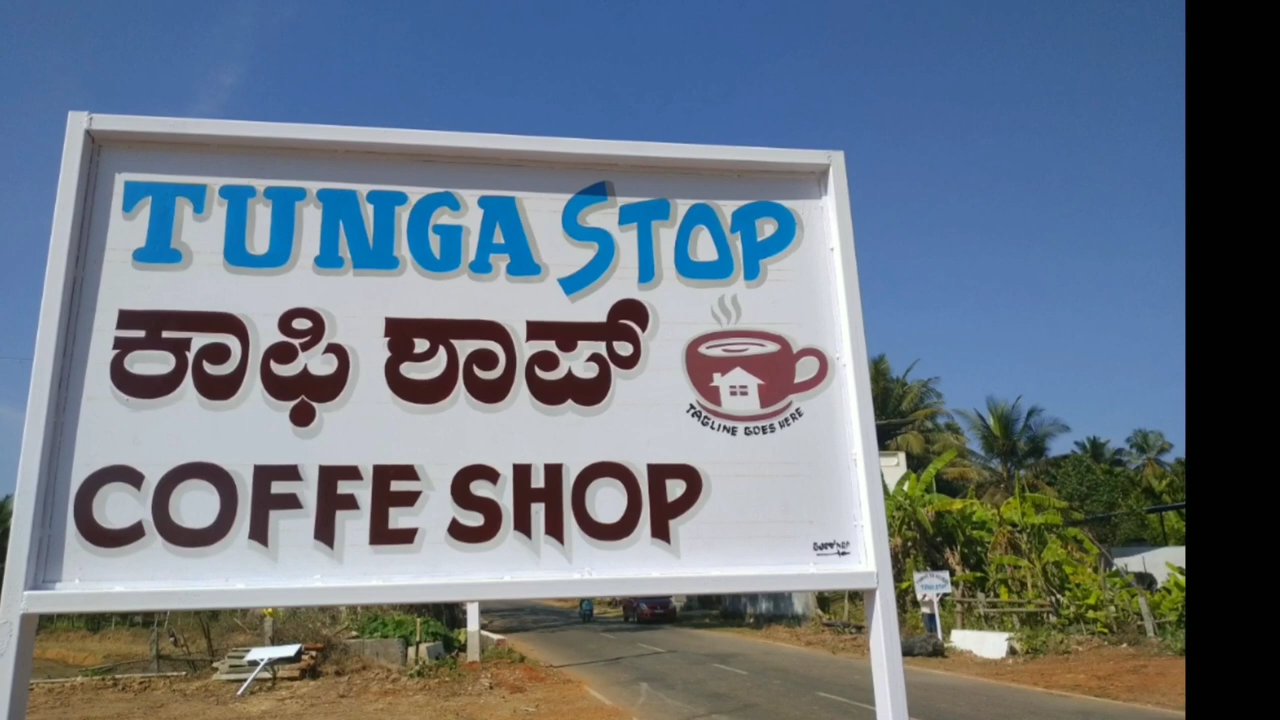 TUNGA STOP
ಕಾಫಿ ಶಾಪ್
TAGLINE GOES HERE
COFFE SHOP